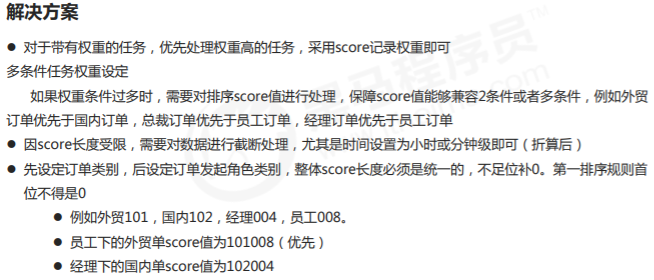 解决方案
● 对于带有权重的任务，优先处理权重高的任务，采用score记录权重即可
多条件任务权重设定
如果权重条件过多时，需要对排序score值进行处理，保障score值能够兼容2条件或者多条件，例如外贸
订单优先于国内订单，总裁订单优先于员工订单，经理订单优先于员工订单
● 因score长度受限，需要对数据进行截断处理，尤其是时间设置为小时或分钟级即可（折算后）
● 先设定订单类别，后设定订单发起角色类别，整体score长度必须是统一的，不足位补0。第一排序规则首
位不得是0
● 例如外贸101，国内102，经理004，员工008。
● 员工下的外贸单score值为101008（优先）
● 经理下的国内单score值为102004